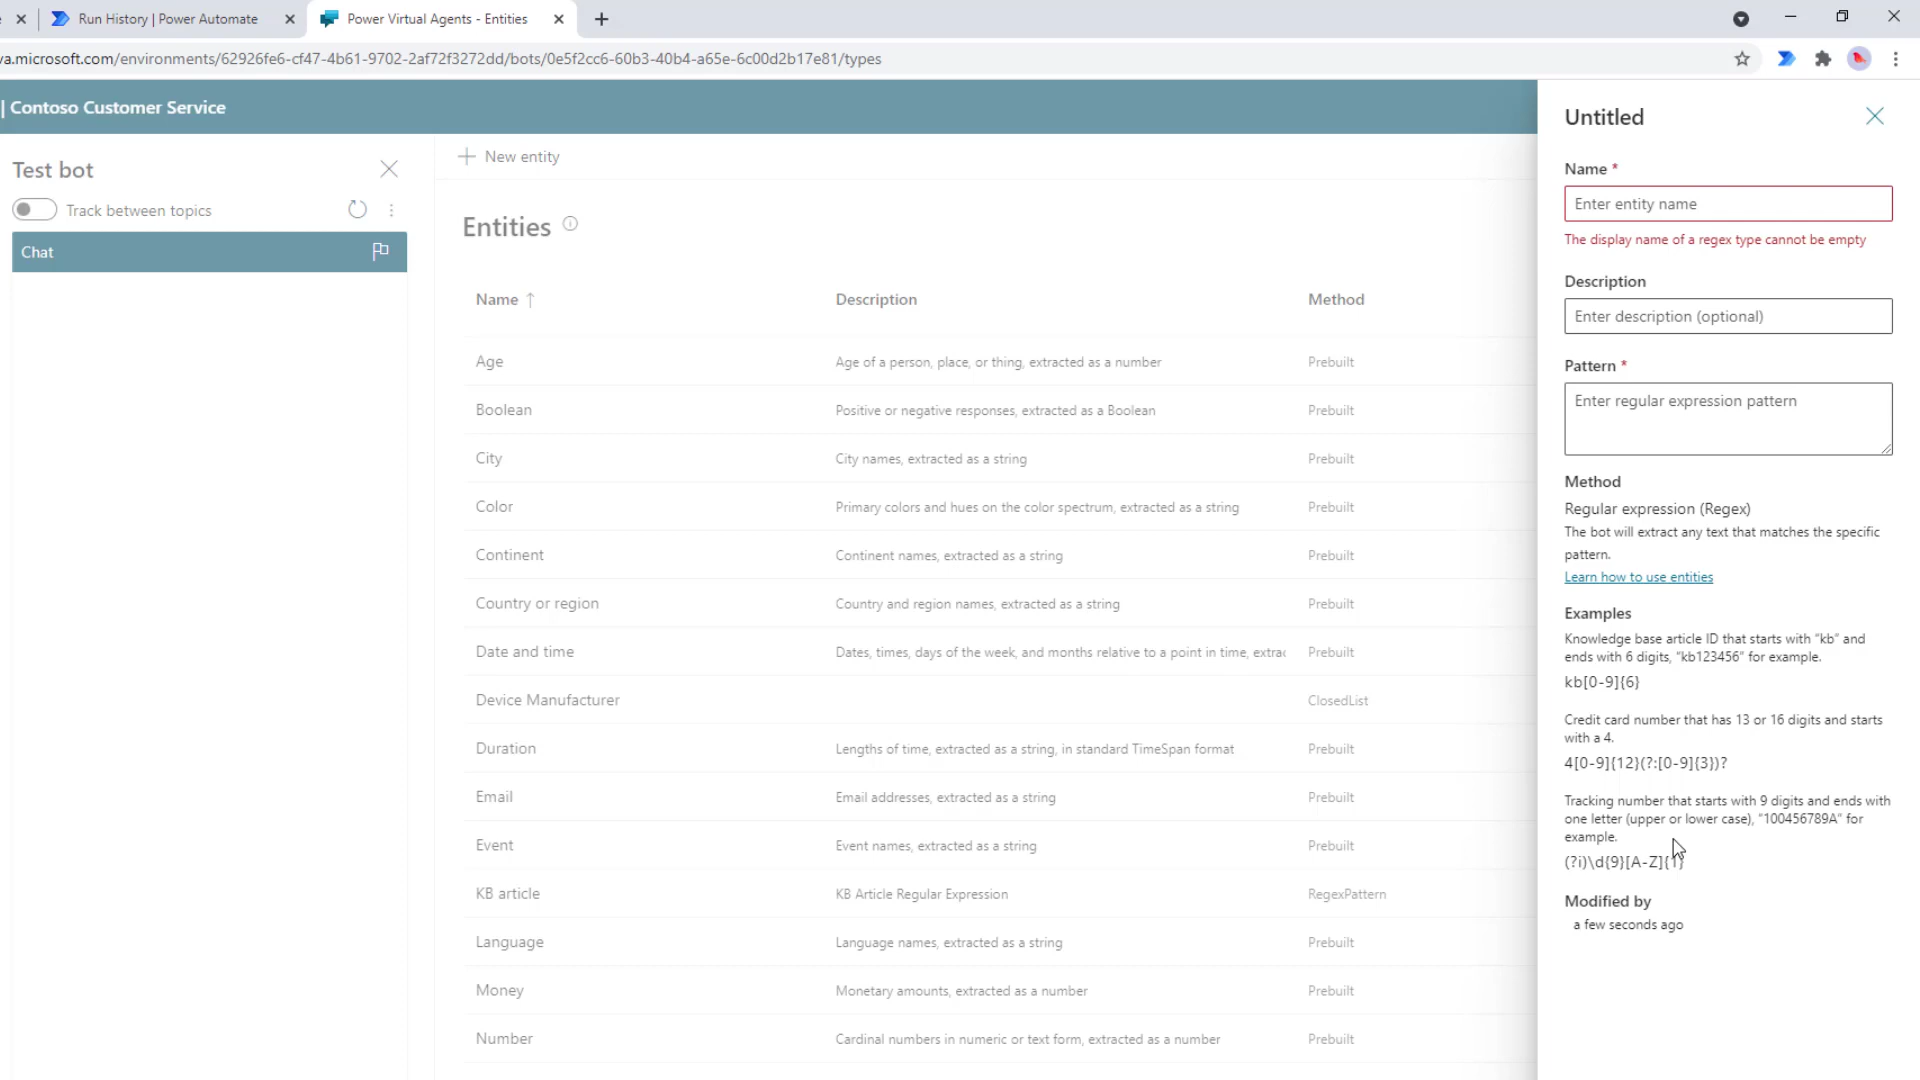 Run History | Power Automate
Power Virtual Agents - Entities
va.microsoft.com/environments/62926fe6-cf47-4b61-9702-2af72f3272dd/bots/0e5f2cc6-60b3-40b4-a65e-6c00d2b17e81/types
| Contoso Customer Service
Test bot
Track between topics
Chat
New entity
Entities
Name ↑ Description Method
Age Age of a person, place, or thing, extracted as a number Prebuilt
Boolean Positive or negative responses, extracted as a Boolean Prebuilt
City City names, extracted as a string Prebuilt
Color Primary colors and hues on the color spectrum, extracted as a string Prebuilt
Continent Continent names, extracted as a string Prebuilt
Country or region Country and region names, extracted as a string Prebuilt
Date and time Dates, times, days of the week, and months relative to a point in time, extrac Prebuilt
Device Manufacturer ClosedList
Duration Lengths of time, extracted as a string, in standard TimeSpan format Prebuilt
Email Email addresses, extracted as a string Prebuilt
Event Event names, extracted as a string Prebuilt
KB article KB Article Regular Expression RegexPattern
Language Language names, extracted as a string Prebuilt
Money Monetary amounts, extracted as a number Prebuilt
Number Cardinal numbers in numeric or text form, extracted as a number Prebuilt
Untitled
Name *
Enter entity name
The display name of a regex type cannot be empty
Description
Enter description (optional)
Pattern *
Enter regular expression pattern
Method
Regular expression (Regex)
The bot will extract any text that matches the specific
pattern.
Learn how to use entities
Examples
Knowledge base article ID that starts with "kb" and
ends with 6 digits, "kb123456" for example.
kb[0-9]{6}
Credit card number that has 13 or 16 digits and starts
with a 4.
4[0-9]{12}(?:[0-9]{3})?
Tracking number that starts with 9 digits and ends with
one letter (upper or lower case), "100456789A" for
example.
(?i)\d{9}[A-Z]{1}
Modified by
a few seconds ago